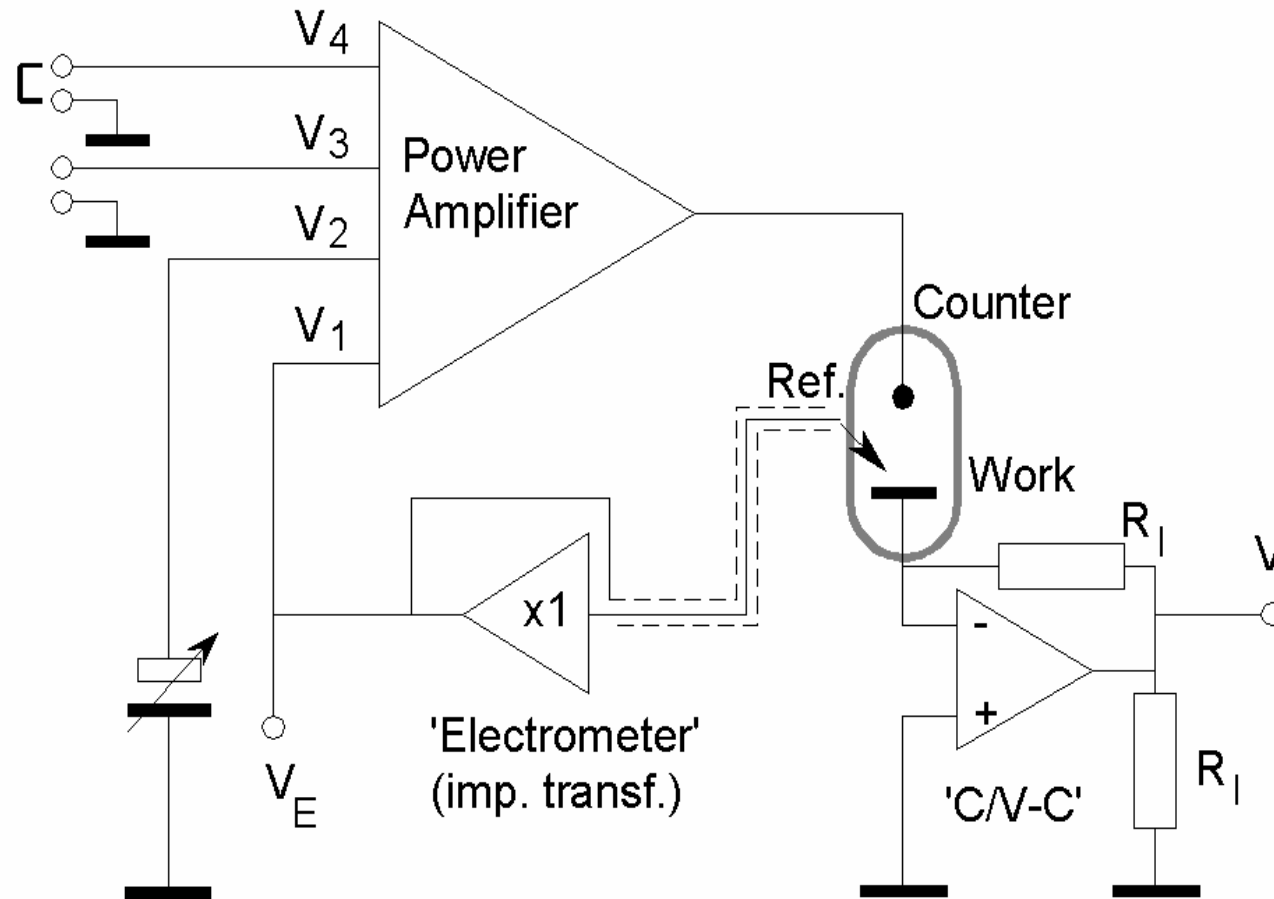 V4
V3
Power
Amplifier
V2
V1
Counter
Ref.
Work
RI
V
x1
-
+
'Electrometer'
(imp. transf.)
VE
'C/V-C'
RI